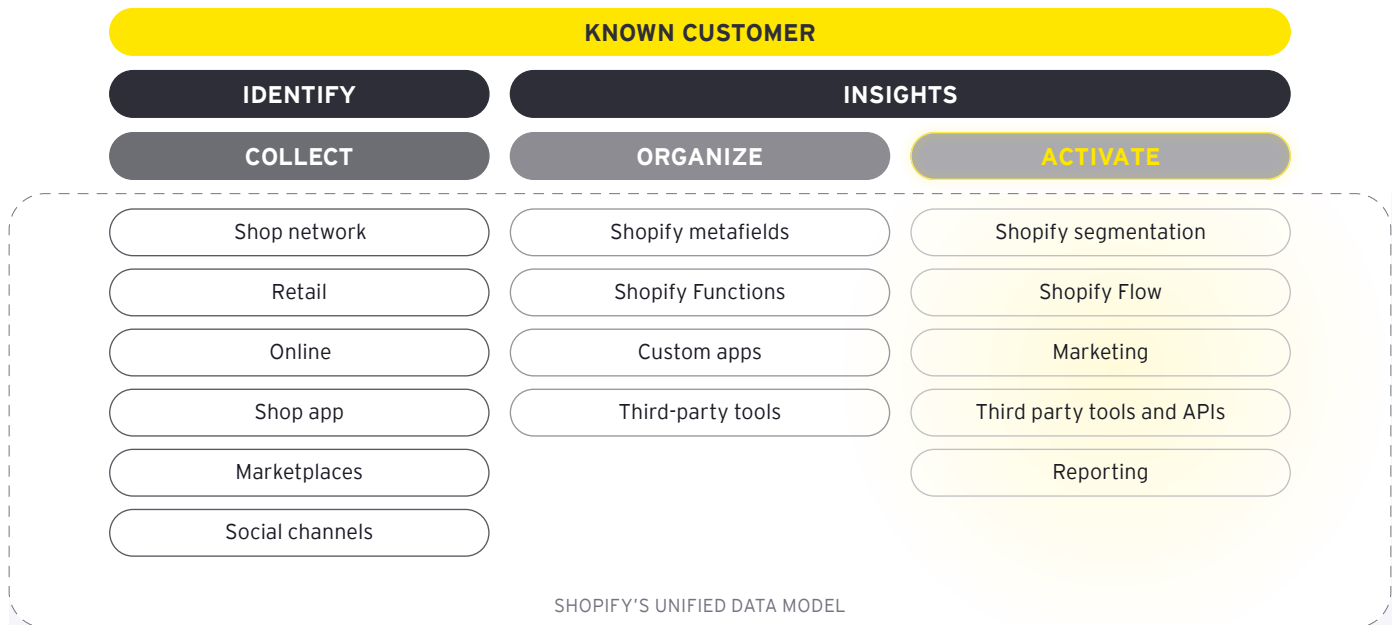 KNOWN CUSTOMER
IDENTIFY
INSIGHTS
COLLECT
ORGANIZE
ACTIVATE
Shop network
Shopify metafields
Shopify segmentation
Retail
Shopify Functions
Shopify Flow
Online
Custom apps
Marketing
Shop app
Third-party tools
Third party tools and APIs
Marketplaces
Reporting
Social channels
SHOPIFY’S UNIFIED DATA MODEL